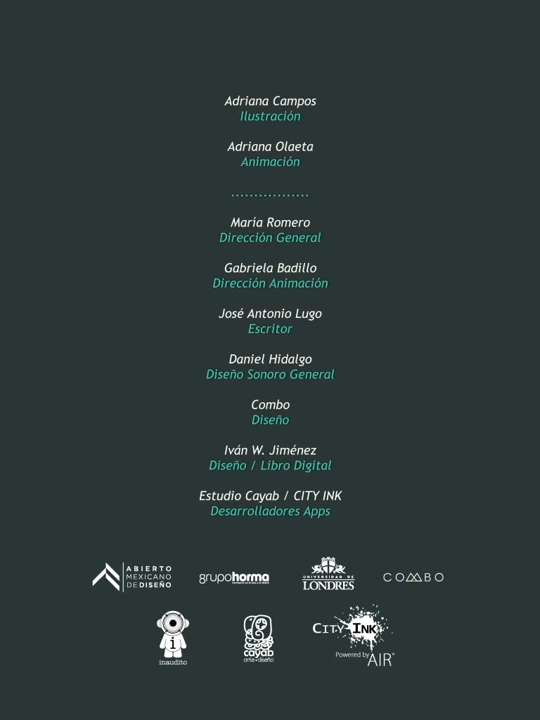 Adriana Campos
Ilustración
Adriana Olaeta
Animación
.................
María Romero
Dirección General
Gabriela Badillo
Dirección Animación
José Antonio Lugo
Escritor
Daniel Hidalgo
Diseño Sonoro General
Combo
Diseño
Iván W. Jiménez
Diseño / Libro Digital
Estudio Cayab / CITY INK
Desarrolladores Apps
ABIERTO
MEXICANO
DE DISEÑO
grupohorma
UNIVERSIDAD DE
LONDRES
COMBO
i
inaudito
cayab
arte+diseño
CITY INK
Powered by AIR